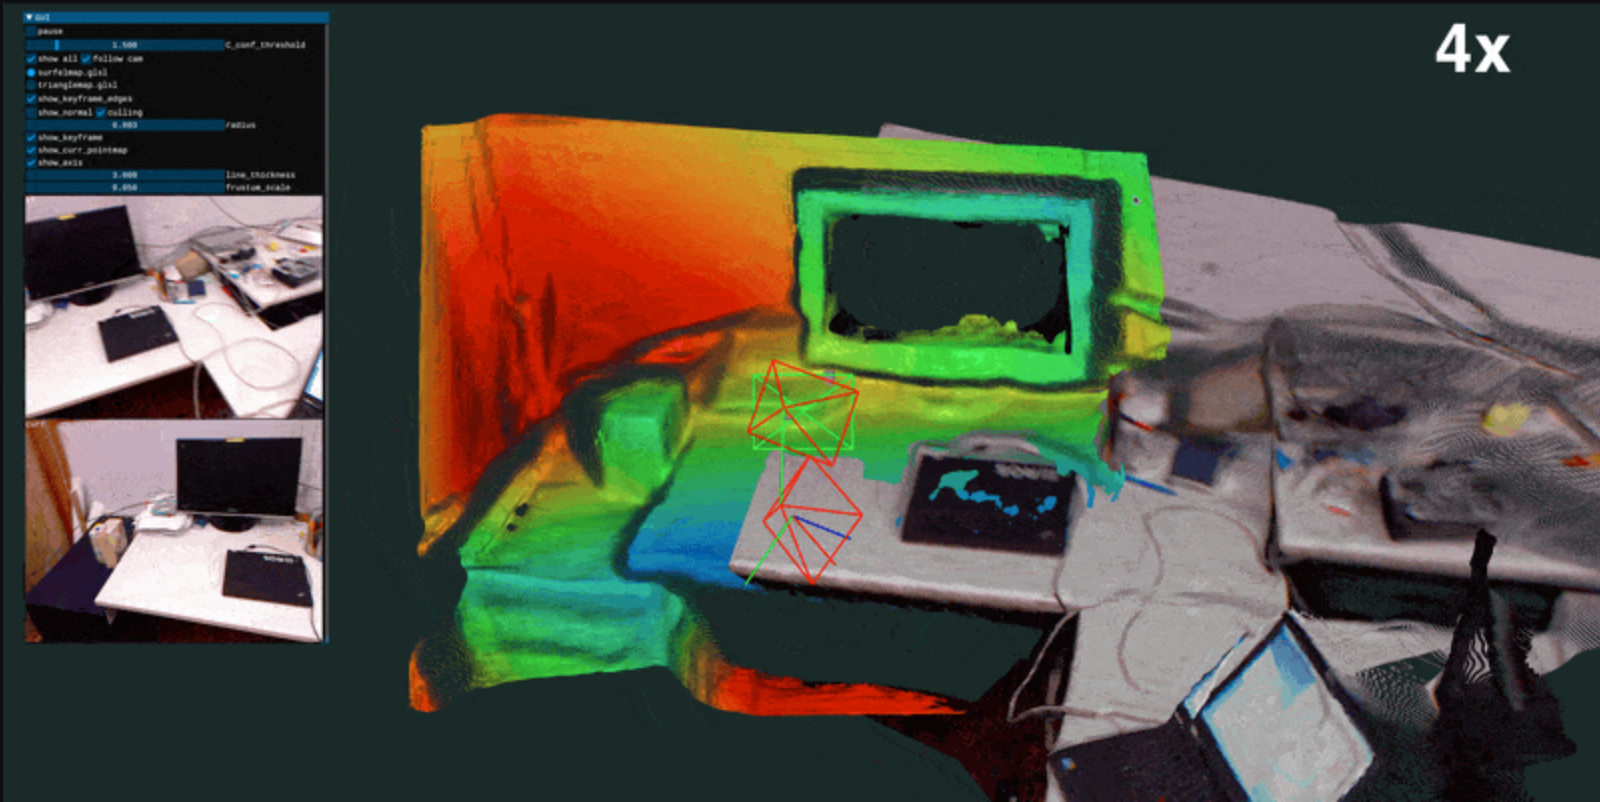 GUI
pause
1.500 C_conf_threshold
show all follow cam
surfelmap.glsl
trianglemap.glsl
show_keyframe_edges
show_normal culling
0.003 radius
show_keyframe
show_curr_pointmap
show_axis
3.000 line_thickness
0.050 frustum_scale
curr
4x